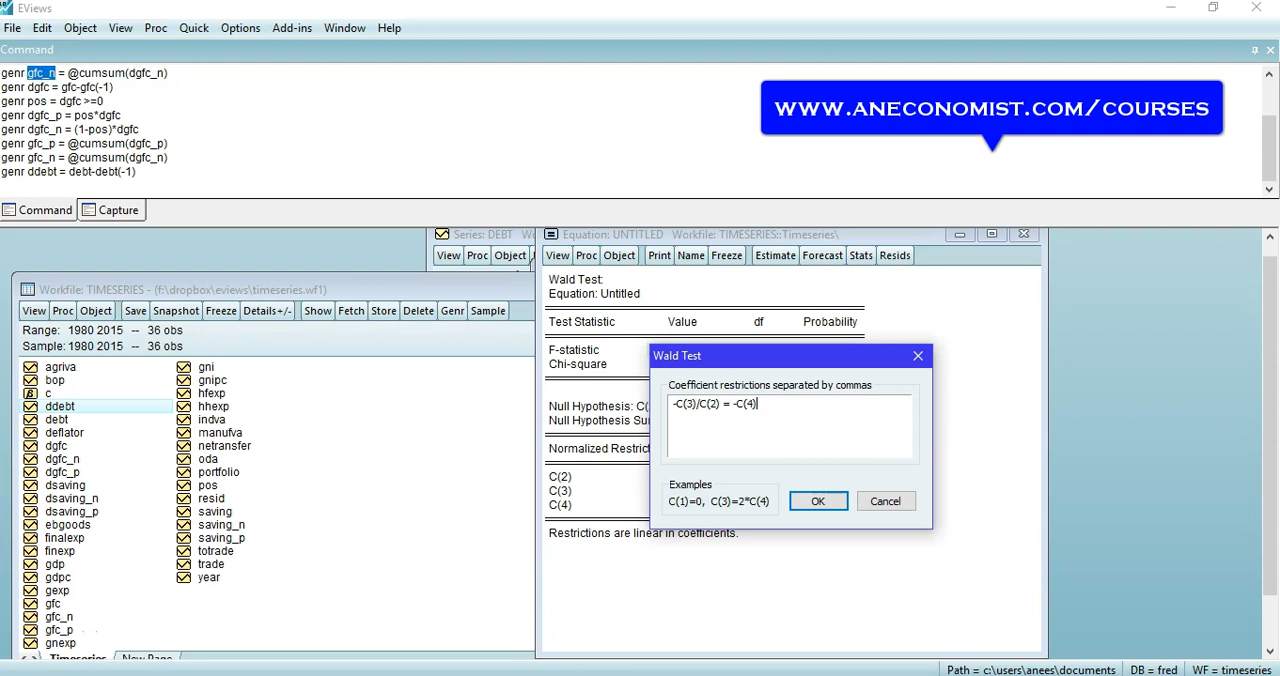 EViews
File Edit Object View Proc Quick Options Add-ins Window Help
Command
genr gfc_n = @cumsum(dgfc_n)
genr dgfc = gfc-gfc(-1)
genr pos = dgfc >=0
genr dgfc_p = pos*dgfc
genr dgfc_n = (1-pos)*dgfc
genr gfc_p = @cumsum(dgfc_p)
genr gfc_n = @cumsum(dgfc_n)
genr ddebt = debt-debt(-1)
WWW.ANECONOMIST.COM/COURSES
Command Capture
Series: DEBT
View Proc Object
Equation: UNTITLED Workfile: TIMESERIES::Timeseries\
View Proc Object Print Name Freeze Estimate Forecast Stats Resids
Wald Test:
Equation: Untitled
Test Statistic Value df Probability
F-statistic
Chi-square
Null Hypothesis: C(
Null Hypothesis Su
Normalized Restric
C(2)
C(3)
C(4)
Restrictions are linear in coefficients.
Wald Test
Coefficient restrictions separated by commas
-C(3)/C(2) = -C(4)
Examples
C(1)=0, C(3)=2*C(4)
OK
Cancel
Workfile: TIMESERIES - (f:\dropbox\eviews\timeseries.wf1)
View Proc Object Save Snapshot Freeze Details+/- Show Fetch Store Delete Genr Sample
Range: 1980 2015 -- 36 obs
Sample: 1980 2015 -- 36 obs
agriva
bop
c
ddebt
debt
deflator
dgfc
dgfc_n
dgfc_p
dsaving
dsaving_n
dsaving_p
ebgoods
finalexp
finexp
gdp
gdpc
gexp
gfc
gfc_n
gfc_p
gnexp
gni
gnipc
hfexp
hhexp
indva
manufva
netransfer
oda
portfolio
pos
resid
saving
saving_n
saving_p
totrade
trade
year
Timeseries New Page
Path = c:\users\anees\documents DB = fred WF = timeseries